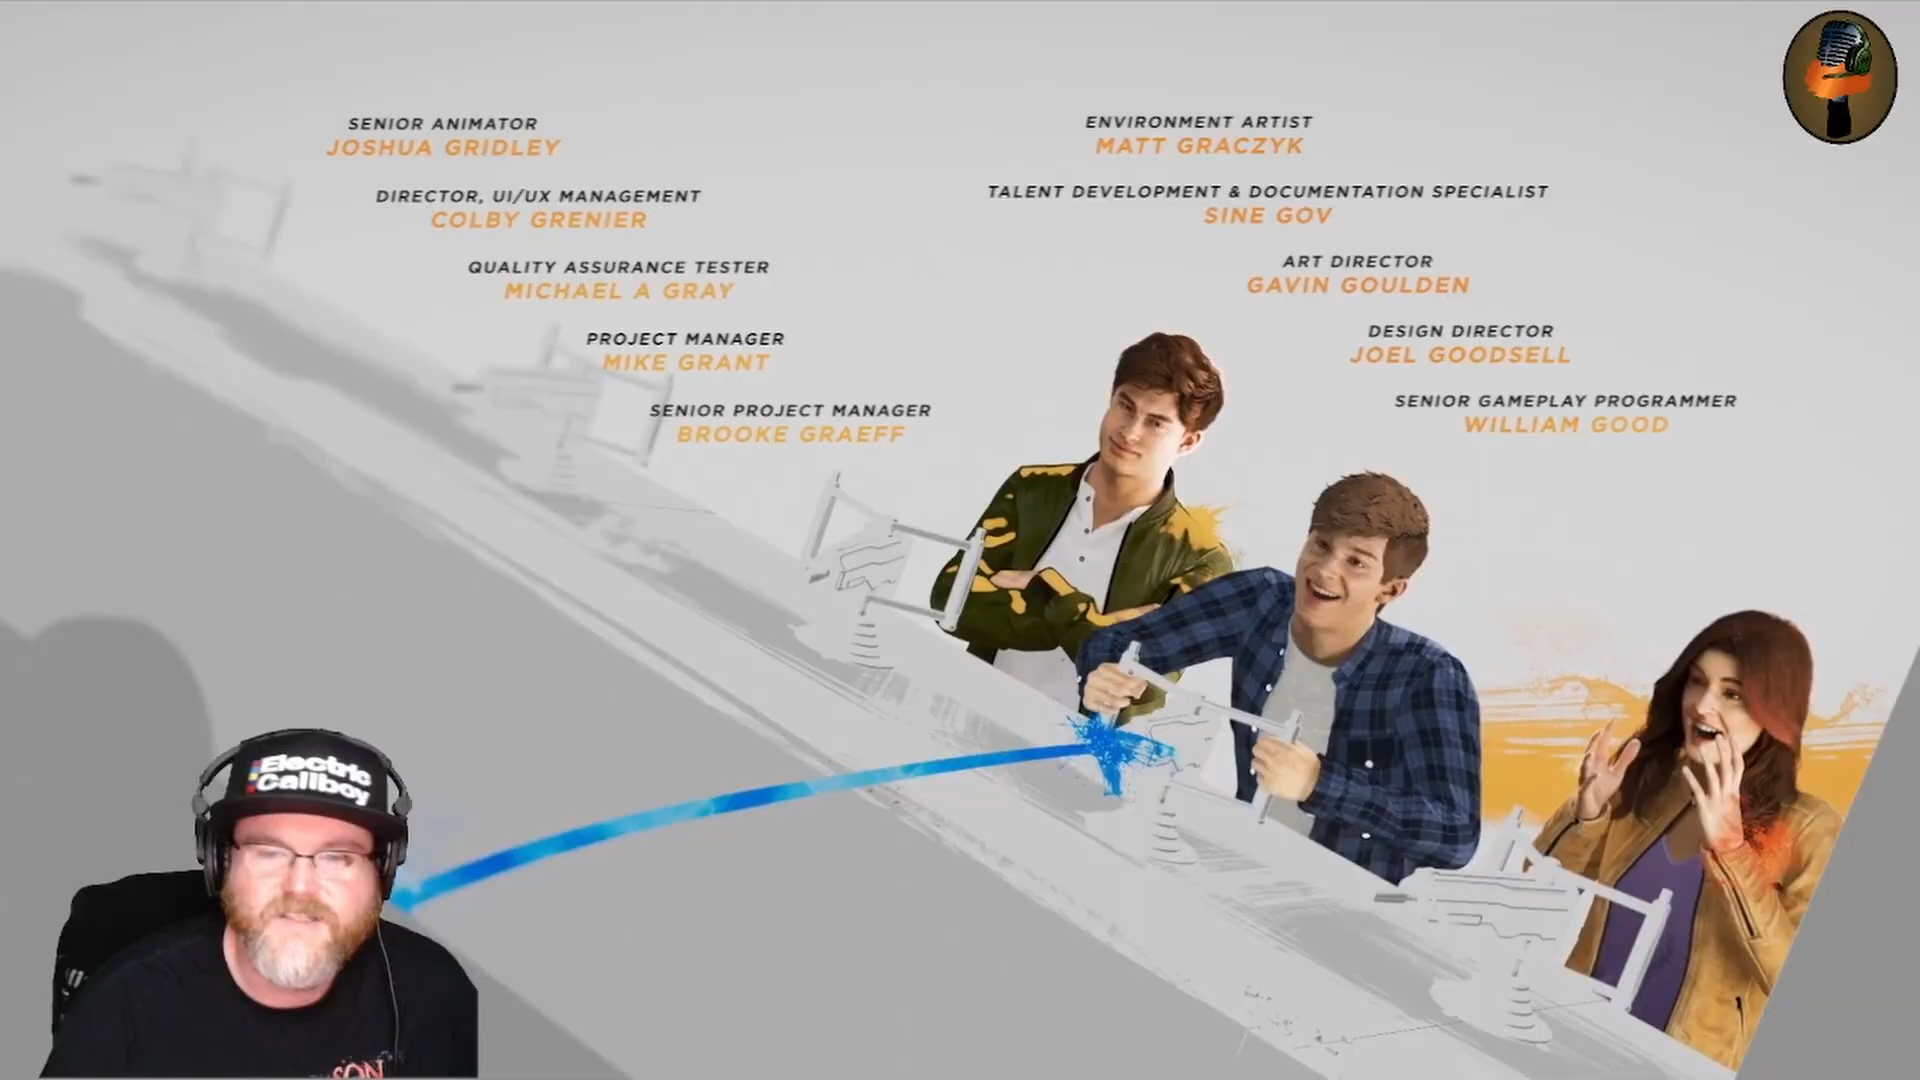 SENIOR ANIMATOR
JOSHUA GRIDLEY
DIRECTOR, UI/UX MANAGEMENT
COLBY GRENIER
QUALITY ASSURANCE TESTER
MICHAEL A GRAY
PROJECT MANAGER
MIKE GRANT
SENIOR PROJECT MANAGER
BROOKE GRAEFF
ENVIRONMENT ARTIST
MATT GRACZYK
TALENT DEVELOPMENT & DOCUMENTATION SPECIALIST
SINE GOV
ART DIRECTOR
GAVIN GOULDEN
DESIGN DIRECTOR
JOEL GOODSELL
SENIOR GAMEPLAY PROGRAMMER
WILLIAM GOOD
Electric
Callboy